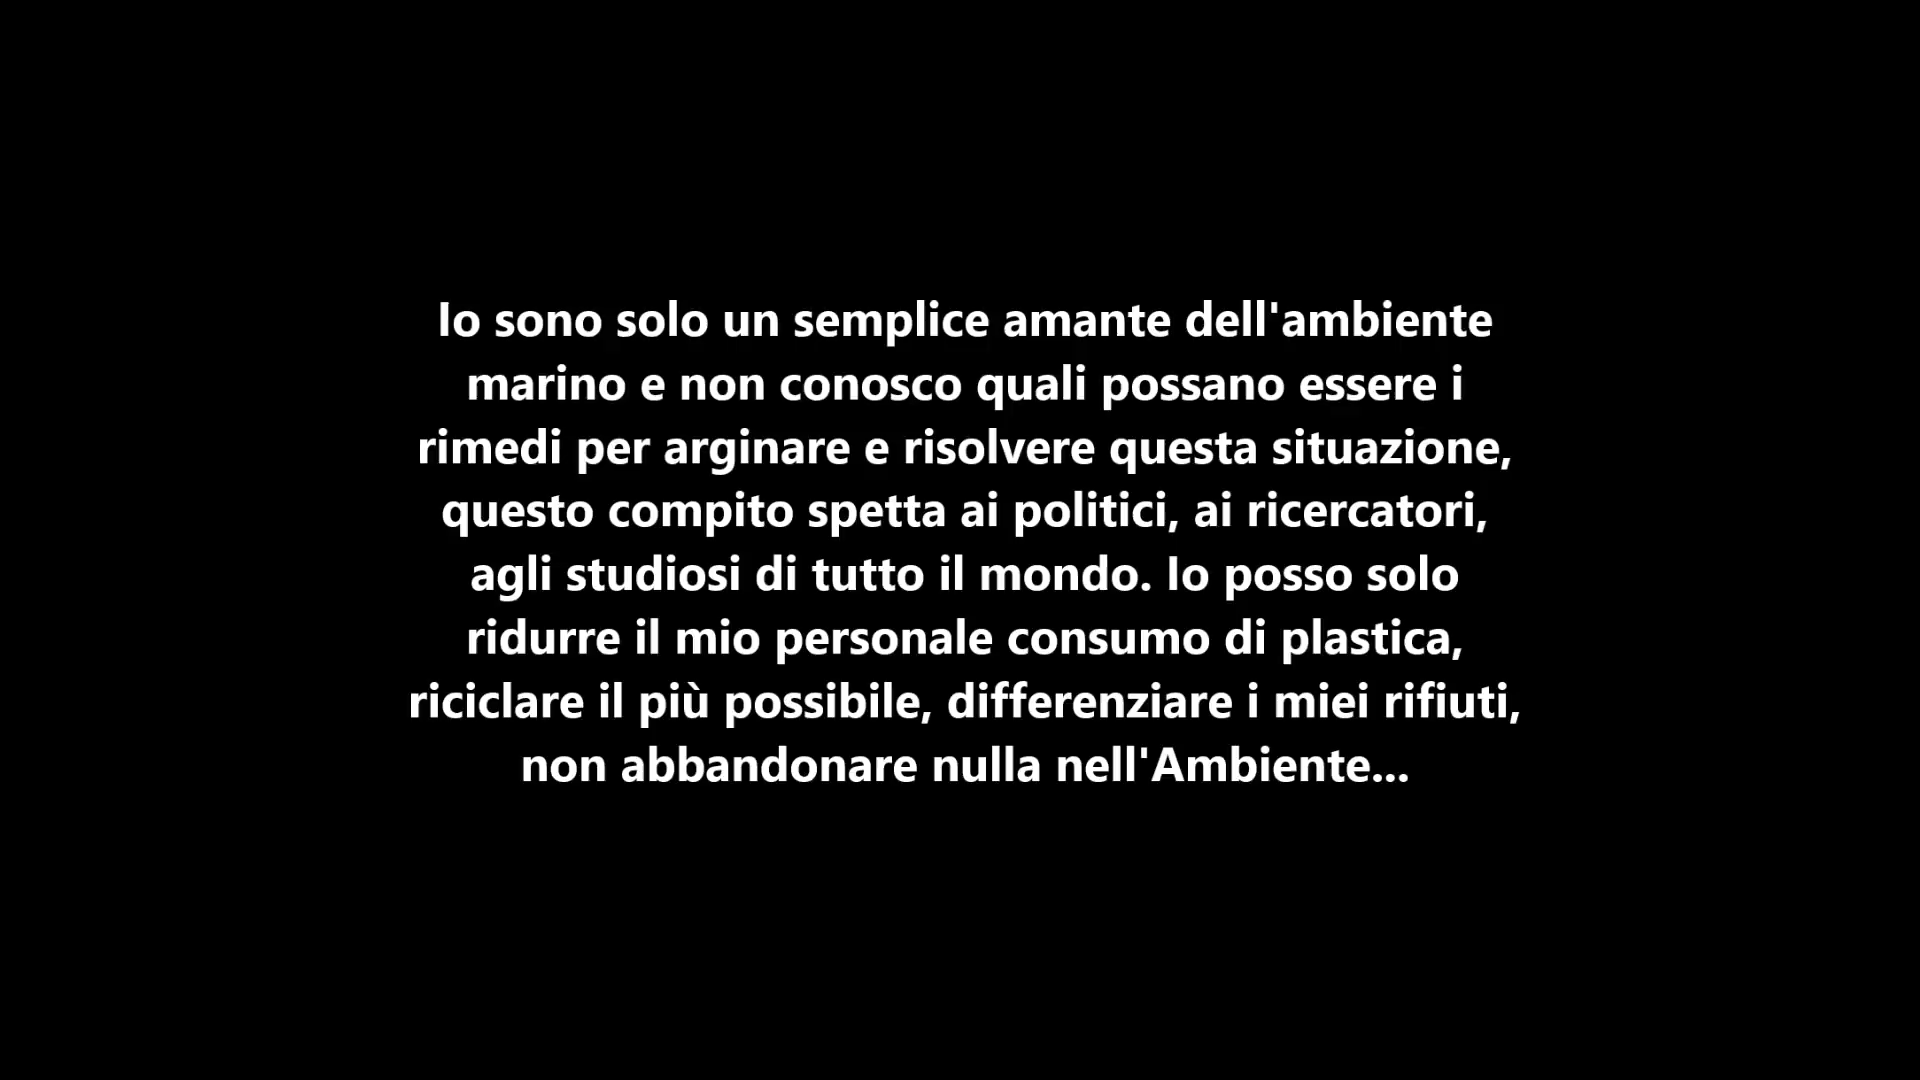 Io sono solo un semplice amante dell'ambiente
marino e non conosco quali possano essere i
rimedi per arginare e risolvere questa situazione,
questo compito spetta ai politici, ai ricercatori,
agli studiosi di tutto il mondo. Io posso solo
ridurre il mio personale consumo di plastica,
riciclare il più possibile, differenziare i miei rifiuti,
non abbandonare nulla nell'Ambiente...